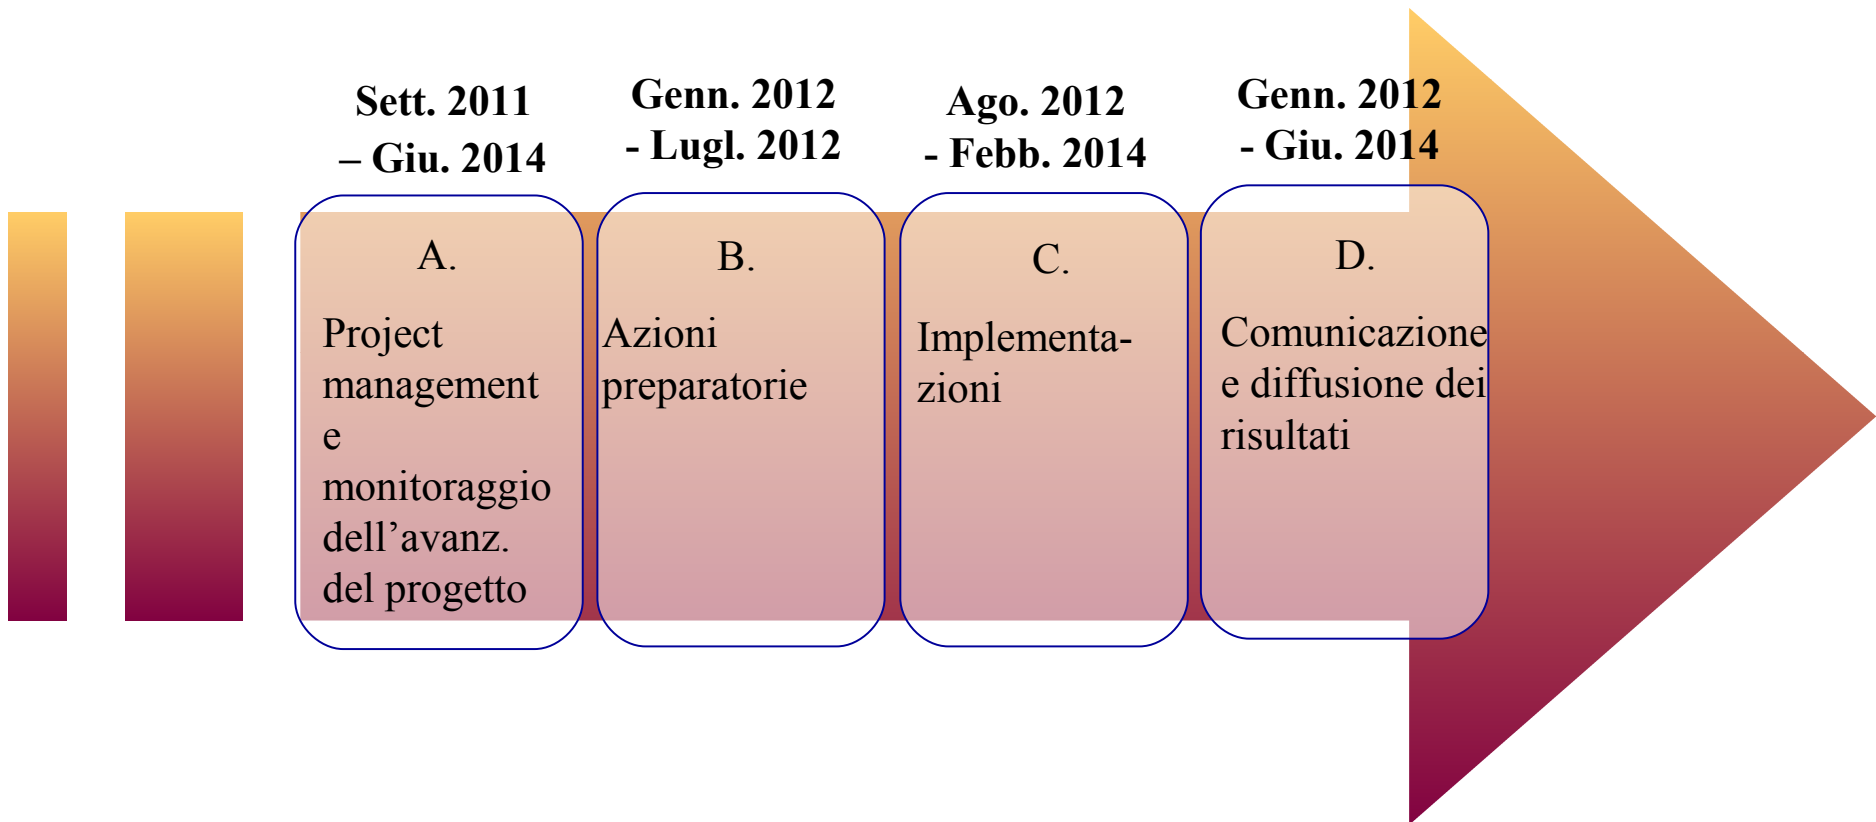 Sett. 2011
– Giu. 2014
Genn. 2012
- Lugl. 2012
Ago. 2012
- Febb. 2014
Genn. 2012
- Giu. 2014
A.
Project
management
e
monitoraggio
dell’avanz.
del progetto
B.
Azioni
preparatorie
C.
Implementa-
zioni
D.
Comunicazione
e diffusione dei
risultati